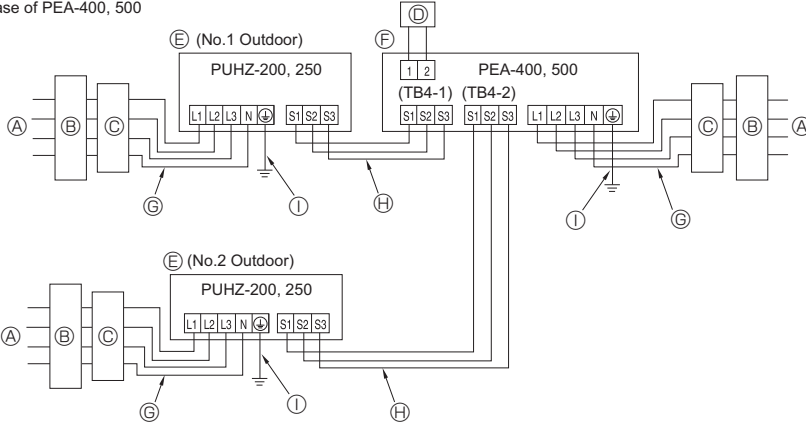 ase of PEA-400, 500
Ⓓ
Ⓔ (No.1 Outdoor)
Ⓕ
PUHZ-200, 250
1 2
PEA-400, 500
(TB4-1) (TB4-2)
L1 L2 L3 N S1 S2 S3
S1 S2 S3 S1 S2 S3 L1 L2 L3 N
Ⓐ Ⓑ Ⓒ
Ⓒ Ⓑ Ⓐ
Ⓖ Ⓘ Ⓗ Ⓘ Ⓖ
Ⓔ (No.2 Outdoor)
PUHZ-200, 250
L1 L2 L3 N S1 S2 S3
Ⓐ Ⓑ Ⓒ
Ⓖ Ⓘ Ⓗ